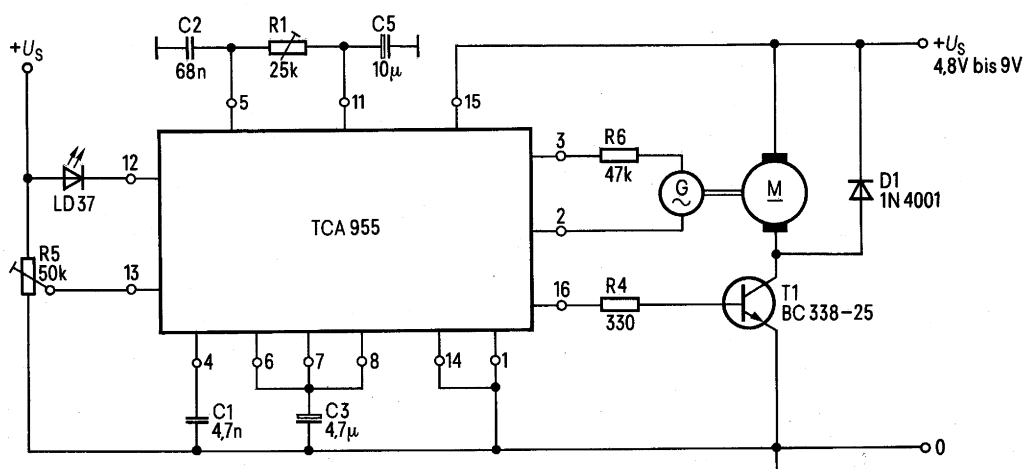 +U_S
C2
68n
R1
25k
C5
10μ
+U_S
4,8V bis 9V
5
11
15
12
LD 37
3
R6
47k
G
M
D1
1N 4001
TCA 955
2
R5
50k
13
16
R4
330
T1
BC 338-25
4
6
7
8
14
1
C1
4,7n
C3
4,7μ
0